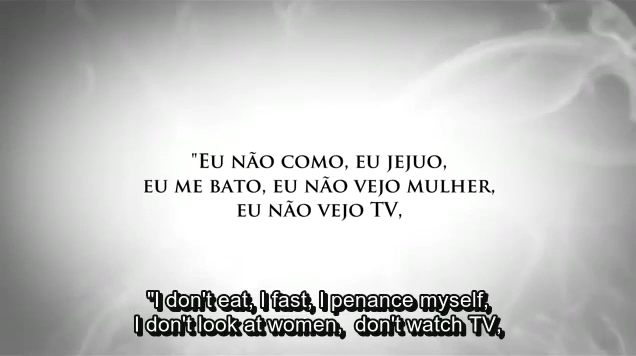 "Eu não como, eu jejuo,
eu me bato, eu não vejo mulher,
eu não vejo TV,
"I don't eat, I fast, I penance myself,
I don't look at women,  don't watch TV,